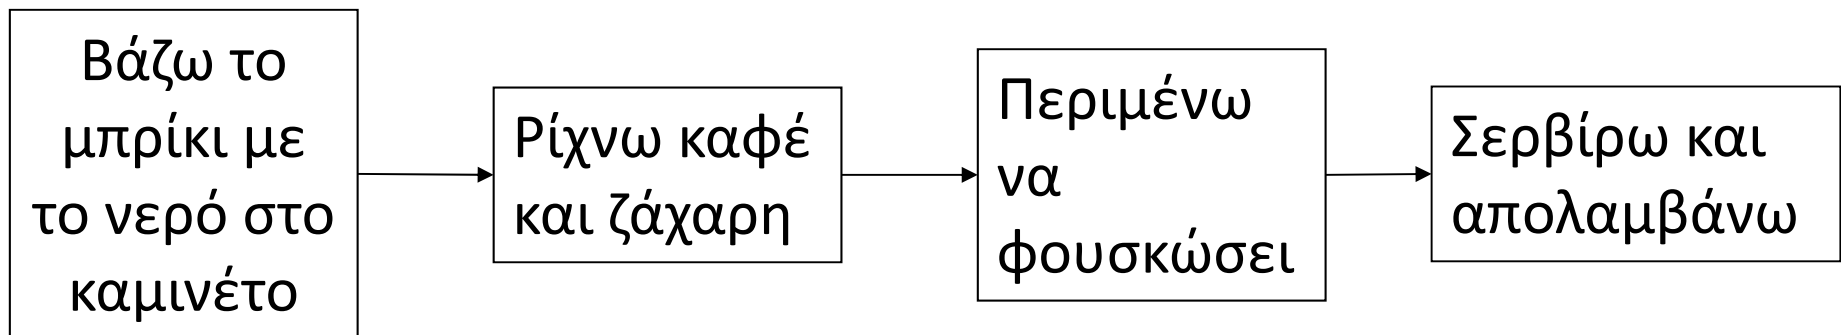 Βάζω το
μπρίκι με
το νερό στο
καμινέτο
Ρίχνω καφέ
και ζάχαρη
Περιμένω
να
φουσκώσει
Σερβίρω και
απολαμβάνω